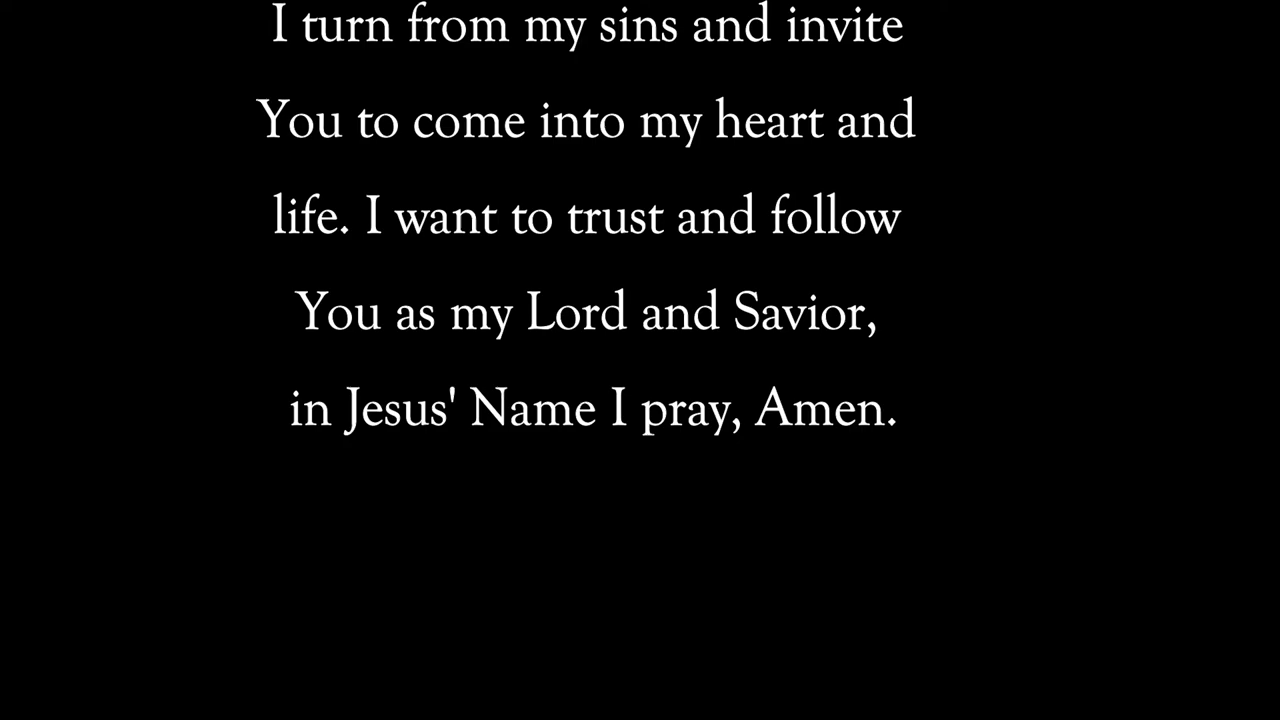 I turn from my sins and invite
You to come into my heart and
life. I want to trust and follow
You as my Lord and Savior,
in Jesus' Name I pray, Amen.